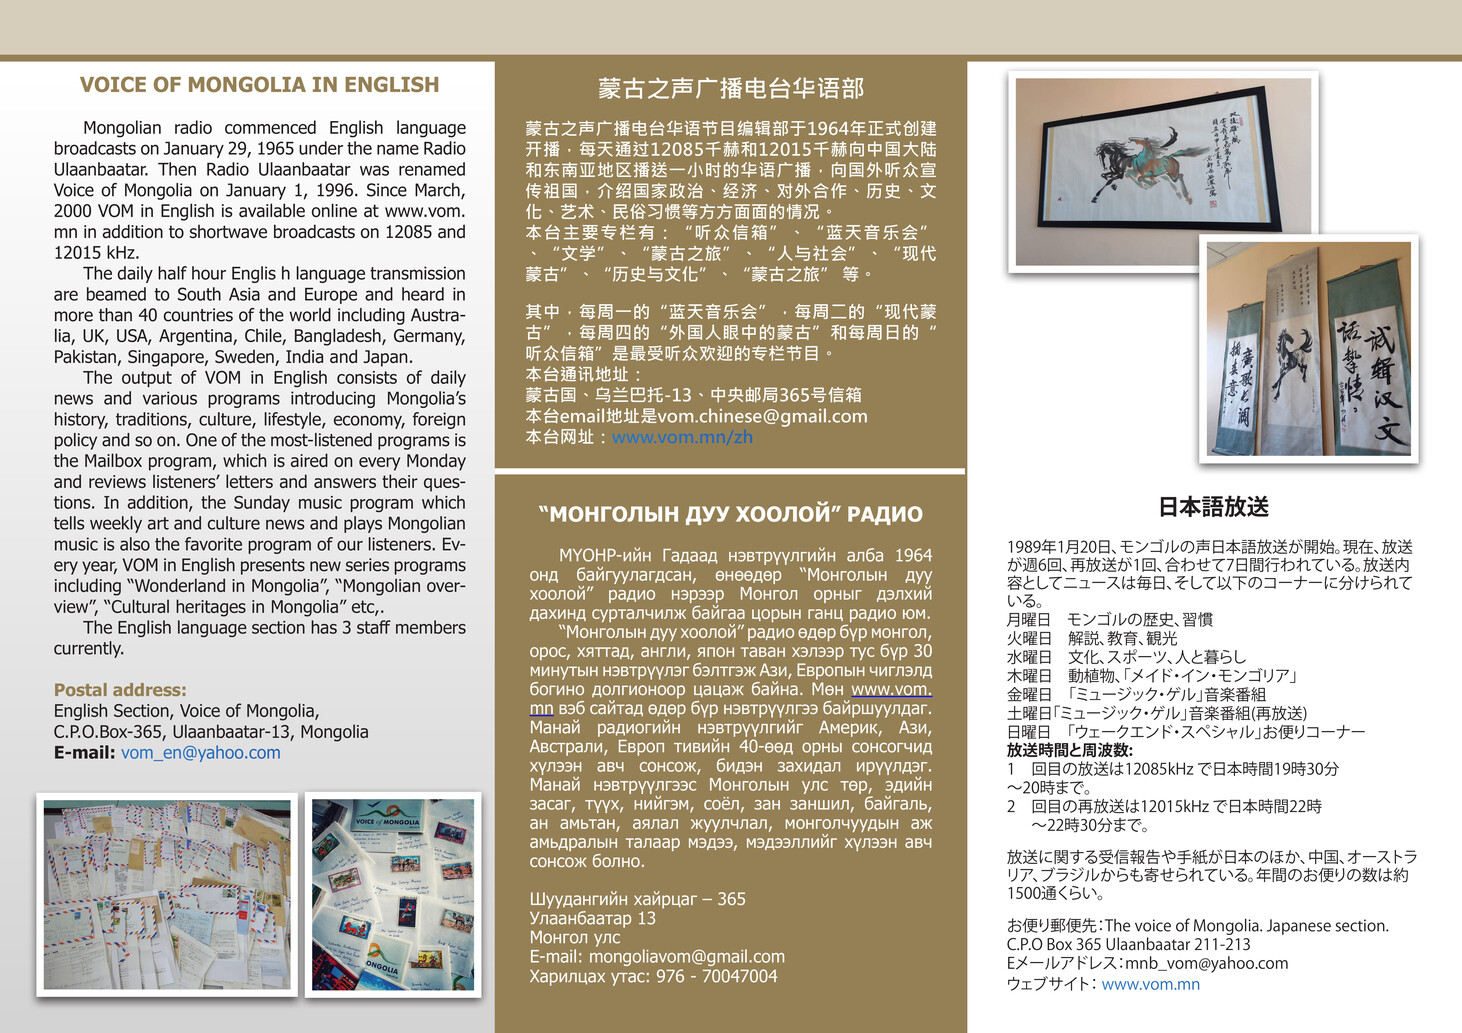 VOICE OF MONGOLIA IN ENGLISH
Mongolian radio commenced English language
broadcasts on January 29, 1965 under the name Radio
Ulaanbaatar. Then Radio Ulaanbaatar was renamed
Voice of Mongolia on January 1, 1996. Since March,
2000 VOM in English is available online at www.vom.
mn in addition to shortwave broadcasts on 12085 and
12015 kHz.
The daily half hour Englis h language transmission
are beamed to South Asia and Europe and heard in
more than 40 countries of the world including Austra-
lia, UK, USA, Argentina, Chile, Bangladesh, Germany,
Pakistan, Singapore, Sweden, India and Japan.
The output of VOM in English consists of daily
news and various programs introducing Mongolia's
history, traditions, culture, lifestyle, economy, foreign
policy and so on. One of the most-listened programs is
the Mailbox program, which is aired on every Monday
and reviews listeners' letters and answers their ques-
tions. In addition, the Sunday music program which
tells weekly art and culture news and plays Mongolian
music is also the favorite program of our listeners. Ev-
ery year, VOM in English presents new series programs
including "Wonderland in Mongolia", "Mongolian over-
view", "Cultural heritages in Mongolia" etc,.
The English language section has 3 staff members
currently.
Postal address:
English Section, Voice of Mongolia,
C.P.O.Box-365, Ulaanbaatar-13, Mongolia
E-mail: vom_en@yahoo.com
VOICE of MONGOLIA
MONGOLIA
蒙古之声广播电台华语部
蒙古之声广播电台华语节目编辑部于1964年正式创建
开播，每天通过12085千赫和12015千赫向中国大陆
和东南亚地区播送一小时的华语广播，向国外听众宣
传祖国，介绍国家政治、经济、对外合作、历史、文
化、艺术、民俗习惯等方方面面的情况。
本台主要专栏有：“听众信箱”、“蓝天音乐会”
、“文学”、“蒙古之旅”、“人与社会”、“现代
蒙古”、“历史与文化”、“蒙古之旅” 等。
其中，每周一的“蓝天音乐会”，每周二的“现代蒙
古”，每周四的“外国人眼中的蒙古”和每周日的“
听众信箱”是最受听众欢迎的专栏节目。
本台通讯地址：
蒙古国、乌兰巴托-13、中央邮局365号信箱
本台email地址是vom.chinese@gmail.com
本台网址：www.vom.mn/zh
“МОНГОЛЫН ДУУ ХООЛОЙ” РАДИО
МҮОНР-ийн Гадаад нэвтрүүлгийн алба 1964
онд байгуулагдсан, өнөөдөр “Монголын дуу
хоолой” радио нэрээр Монгол орныг дэлхий
дахинд сурталчилж байгаа цорын ганц радио юм.
“Монголын дуу хоолой” радио өдөр бүр монгол,
орос, хяттад, англи, япон таван хэлээр тус бүр 30
минутын нэвтрүүлэг бэлтгэж Ази, Европын чиглэлд
богино долгионоор цацаж байна. Мөн www.vom.
mn вэб сайтад өдөр бүр нэвтрүүлгээ байршуулдаг.
Манай радиогийн нэвтрүүлгийг Америк, Ази,
Австрали, Европ тивийн 40-өөд орны сонсогчид
хүлээн авч сонсож, бидэн захидал ирүүлдэг.
Манай нэвтрүүлгээс Монголын улс төр, эдийн
засаг, түүх, нийгэм, соёл, зан заншил, байгаль,
ан амьтан, аялал жуулчлал, монголчуудын аж
амьдралын талаар мэдээ, мэдээллийг хүлээн авч
сонсож болно.
Шуудангийн хайрцаг – 365
Улаанбаатар 13
Монгол улс
E-mail: mongoliavom@gmail.com
Харилцах утас: 976 - 70047004
日本語放送
1989年1月20日、モンゴルの声日本語放送が開始。現在、放送
が週6回、再放送が1回、合わせて7日間行われている。放送内
容としてニュースは毎日、そして以下のコーナーに分けられて
いる。
月曜日　モンゴルの歴史、習慣
火曜日　解説、教育、観光
水曜日　文化、スポーツ、人と暮らし
木曜日　動植物、「メイド・イン・モンゴリア」
金曜日　「ミュージック・ゲル」音楽番組
土曜日「ミュージック・ゲル」音楽番組(再放送)
日曜日　「ウェークエンド・スペシャル」お便りコーナー
放送時間と周波数:
1　回目の放送は12085kHz で日本時間19時30分
～20時まで。
2　回目の再放送は12015kHz で日本時間22時
～22時30分まで。
放送に関する受信報告や手紙が日本のほか、中国、オーストラ
リア、ブラジルからも寄せられている。年間のお便りの数は約
1500通くらい。
お便り郵便先：The voice of Mongolia. Japanese section.
C.P.O Box 365 Ulaanbaatar 211-213
Eメールアドレス：mnb_vom@yahoo.com
ウェブサイト： www.vom.mn